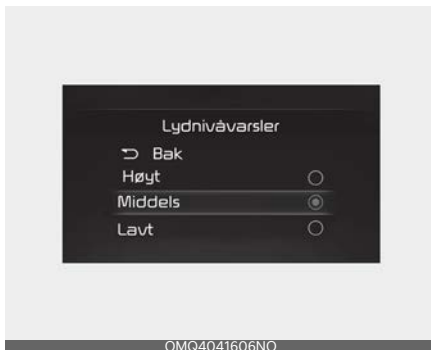 Lydnivåvarsler
Bak
Høyt
Middels
Lavt
OMQ4041606NO